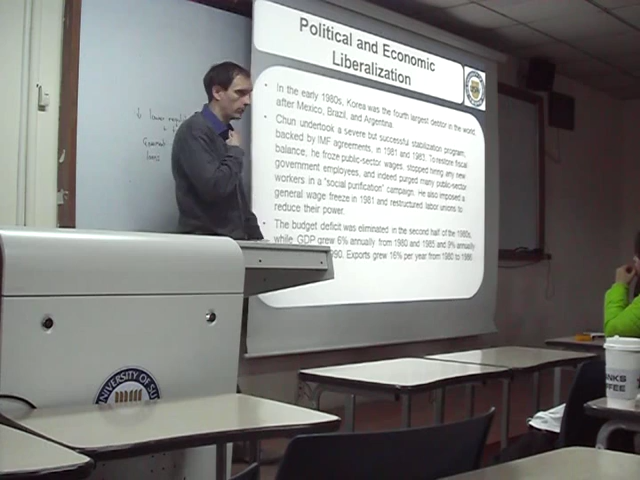 Political and Economic
Liberalization
• In the early 1980s, Korea was the fourth largest debtor in the world,
after Mexico, Brazil, and Argentina.
• Chun undertook a severe but successful stabilization program,
backed by IMF agreements, in 1981 and 1983. To restore fiscal
balance, he froze public-sector wages, stopped hiring any new
government employees, and indeed purged many public-sector
workers in a "social purification" campaign. He also imposed a
general wage freeze in 1981 and restructured labor unions to
reduce their power.
• The budget deficit was eliminated in the second half of the 1980s,
while GDP grew 6% annually from 1980 and 1985 and 9% annually
990. Exports grew 16% per year from 1980 to 1986
lower
loans
UNIVERSITY OF SU
NKS
FFEE